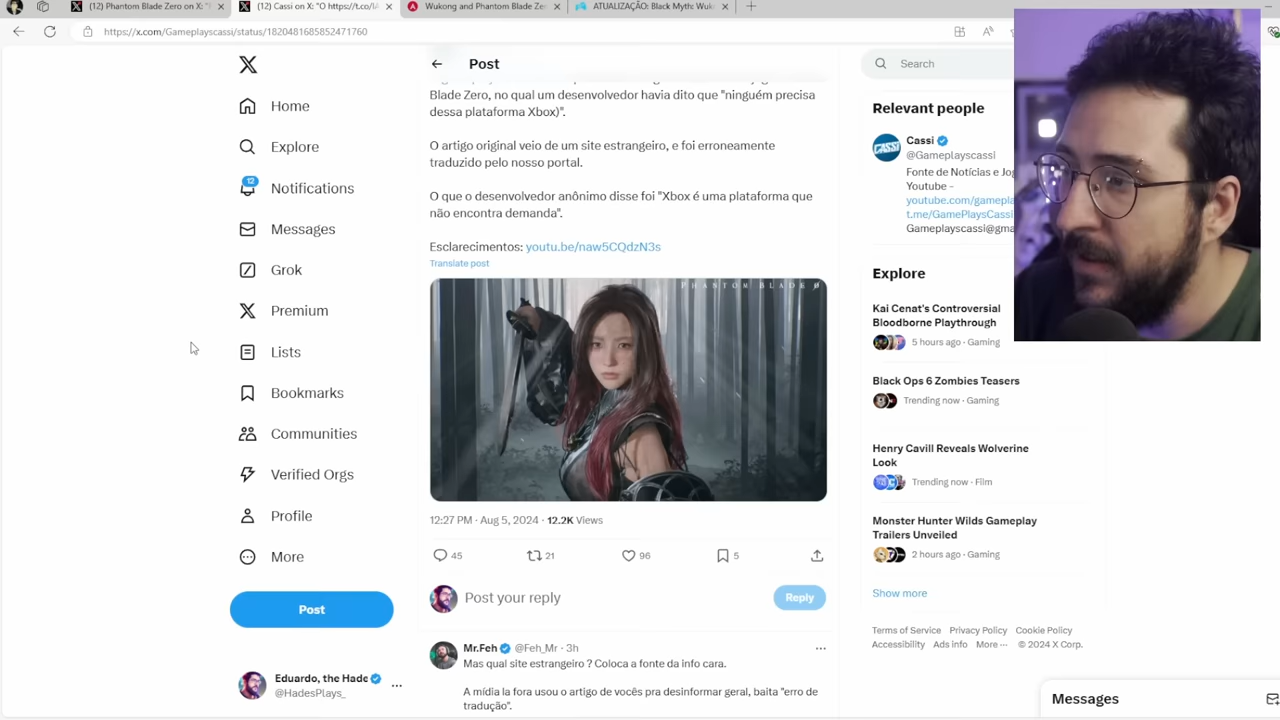 (12) Phantom Blade Zero on X: "
(12) Cassi on X: "O https://t.co/
Wukong and Phantom Blade Zer
ATUALIZAÇÃO: Black Myth: Wuk
https://x.com/Gameplayscassi/status/1820481685852471760
Home
Explore
12
Notifications
Messages
Grok
Premium
Lists
Bookmarks
Communities
Verified Orgs
Profile
More
Post
Eduardo, the Hade
@HadesPlays_
Post
Blade Zero, no qual um desenvolvedor havia dito que "ninguém precisa
dessa plataforma Xbox)".
O artigo original veio de um site estrangeiro, e foi erroneamente
traduzido pelo nosso portal.
O que o desenvolvedor anônimo disse foi "Xbox é uma plataforma que
não encontra demanda".
Esclarecimentos: youtu.be/naw5CQdzN3s
Translate post
PHANTOM BLADE 0
12:27 PM · Aug 5, 2024 · 12.2K Views
45
21
96
5
Post your reply
Reply
Mr.Feh @Feh_Mr · 3h
Mas qual site estrangeiro ? Coloca a fonte da info cara.
A mídia la fora usou o artigo de vocês pra desinformar geral, baita "erro de
tradução".
Search
Relevant people
CASSI
Cassi
@Gameplayscassi
Fonte de Notícias e Jog
Youtube -
youtube.com/gamepla
t.me/GamePlaysCassi
Gameplayscassi@gma
Explore
Kai Cenat's Controversial
Bloodborne Playthrough
5 hours ago · Gaming
Black Ops 6 Zombies Teasers
Trending now · Gaming
Henry Cavill Reveals Wolverine
Look
Trending now · Film
Monster Hunter Wilds Gameplay
Trailers Unveiled
2 hours ago · Gaming
Show more
Terms of Service Privacy Policy Cookie Policy
Accessibility Ads info More ··· © 2024 X Corp.
Messages